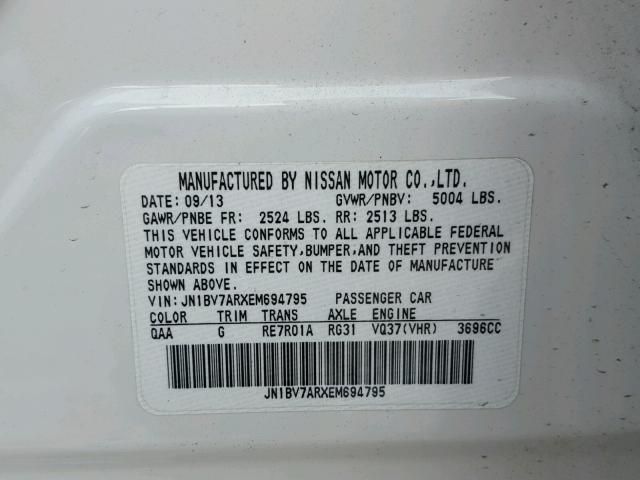 MANUFACTURED BY NISSAN MOTOR CO.,LTD.
DATE: 09/13 GVWR/PNBV: 5004 LBS.
GAWR/PNBE FR: 2524 LBS. RR: 2513 LBS.
THIS VEHICLE CONFORMS TO ALL APPLICABLE FEDERAL
MOTOR VEHICLE SAFETY,BUMPER,AND THEFT PREVENTION
STANDARDS IN EFFECT ON THE DATE OF MANUFACTURE
SHOWN ABOVE.
VIN: JN1BV7ARXEM694795 PASSENGER CAR
COLOR TRIM TRANS AXLE ENGINE
QAA G RE7R01A RG31 VQ37(VHR) 3696CC
JN1BV7ARXEM694795